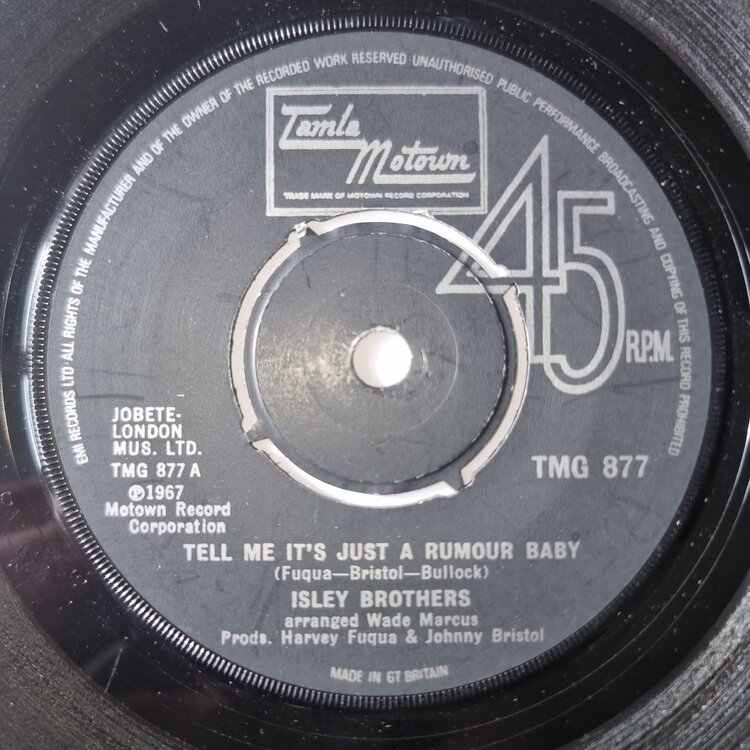 EMI RECORDS LTD · ALL RIGHTS OF THE MANUFACTURER AND OF THE OWNER OF THE RECORDED WORK RESERVED · UNAUTHORISED PUBLIC PERFORMANCE BROADCASTING AND COPYING OF THIS RECORD PROHIBITED
Tamla
Motown
TRADE MARK OF MOTOWN RECORD CORPORATION
45
R.P.M.
JOBETE-
LONDON
MUS. LTD.
TMG 877 A
℗1967
Motown Record
Corporation
TMG 877
TELL ME IT'S JUST A RUMOUR BABY
(Fuqua—Bristol—Bullock)
ISLEY BROTHERS
arranged Wade Marcus
Prods. Harvey Fuqua & Johnny Bristol
MADE IN GT BRITAIN